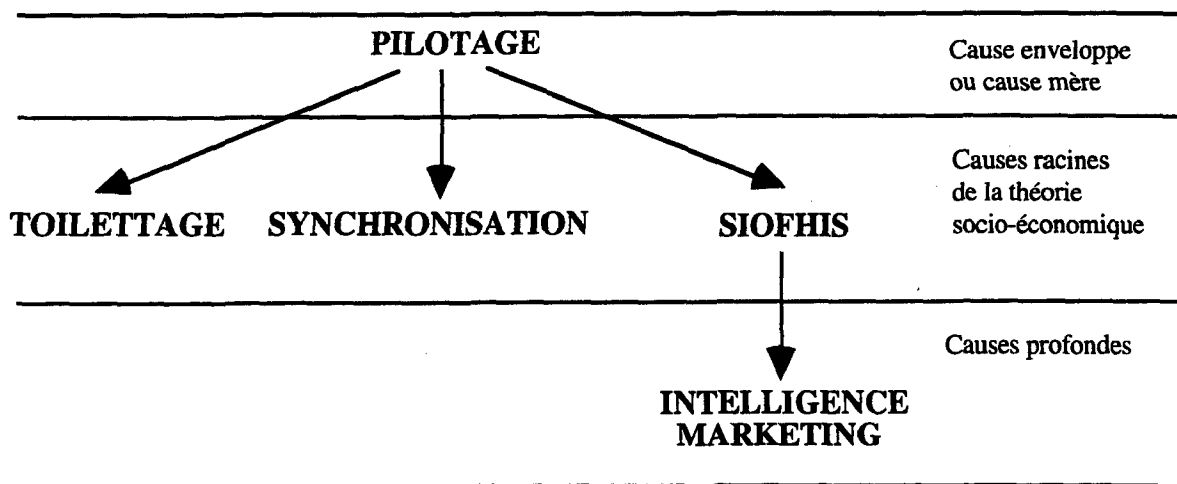 PILOTAGE
Cause enveloppe
ou cause mère
Causes racines
de la théorie
socio-économique
TOILETTAGE SYNCHRONISATION SIOFHIS
Causes profondes
INTELLIGENCE
MARKETING